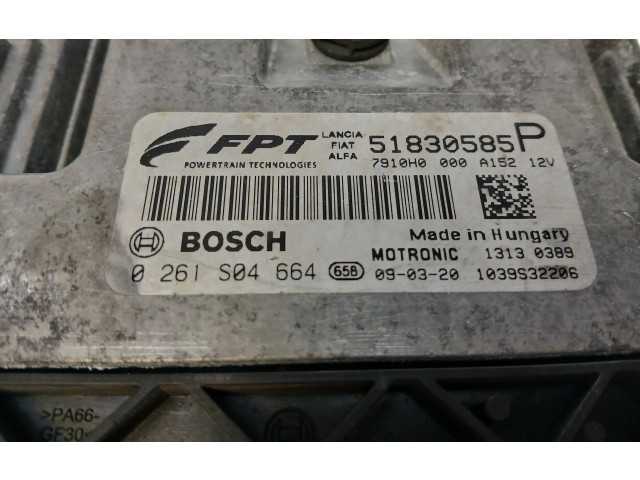 FPT
POWERTRAIN TECHNOLOGIES
LANCIA
FIAT
ALFA
51830585P
7910H0 000 A152 12V
BOSCH
Made in Hungary
MOTRONIC 1313 0389
0 261 S04 664 658 09-03-20 1039S32206
>PA66-
GF30